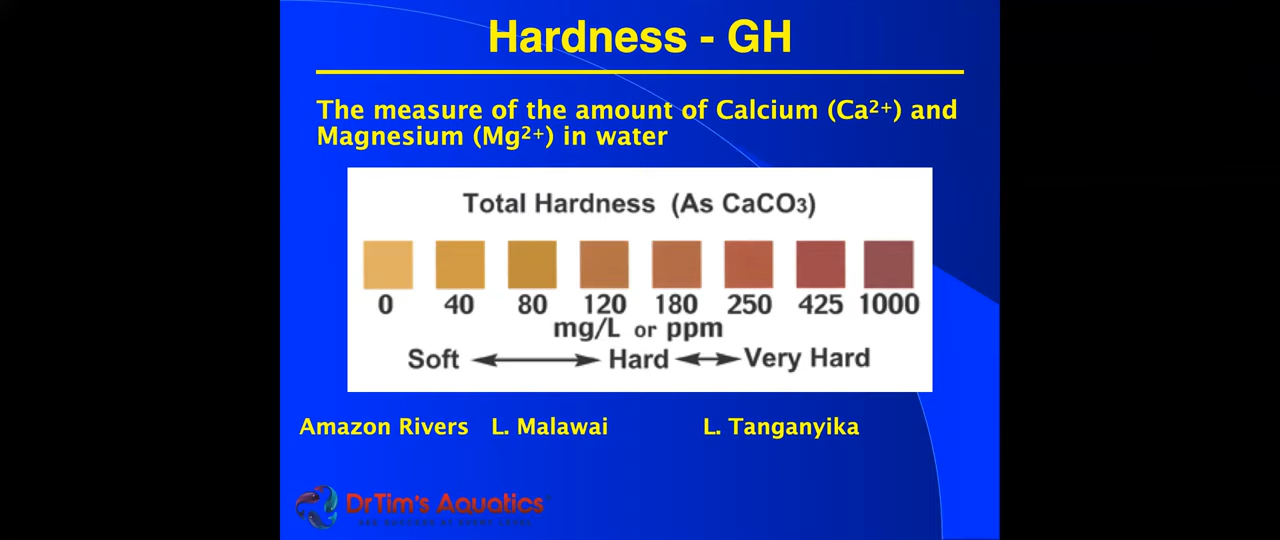 Hardness - GH
The measure of the amount of Calcium (Ca²⁺) and
Magnesium (Mg²⁺) in water
Total Hardness (As CaCO₃)
0 40 80 120 180 250 425 1000
mg/L or ppm
Soft Hard Very Hard
Amazon Rivers L. Malawai L. Tanganyika
DrTim's Aquatics